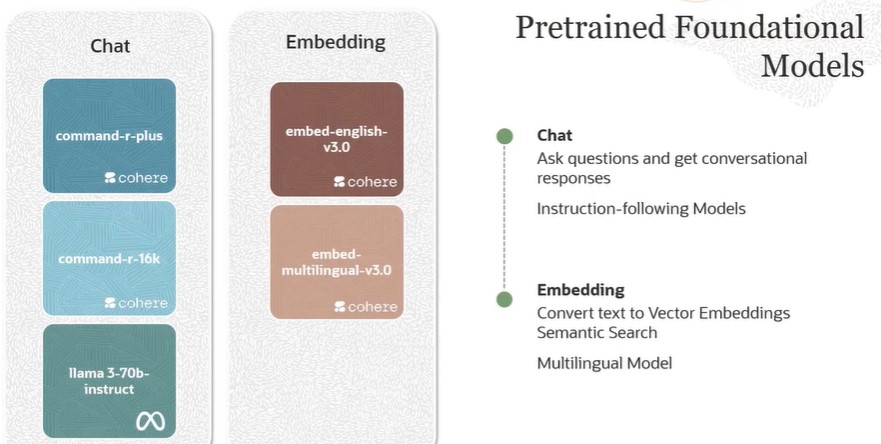 Chat
command-r-plus
cohere
command-r-16k
cohere
llama 3-70b-
instruct
Embedding
embed-english-
v3.0
cohere
embed-
multilingual-v3.0
cohere
Pretrained Foundational
Models
Chat
Ask questions and get conversational
responses
Instruction-following Models
Embedding
Convert text to Vector Embeddings
Semantic Search
Multilingual Model